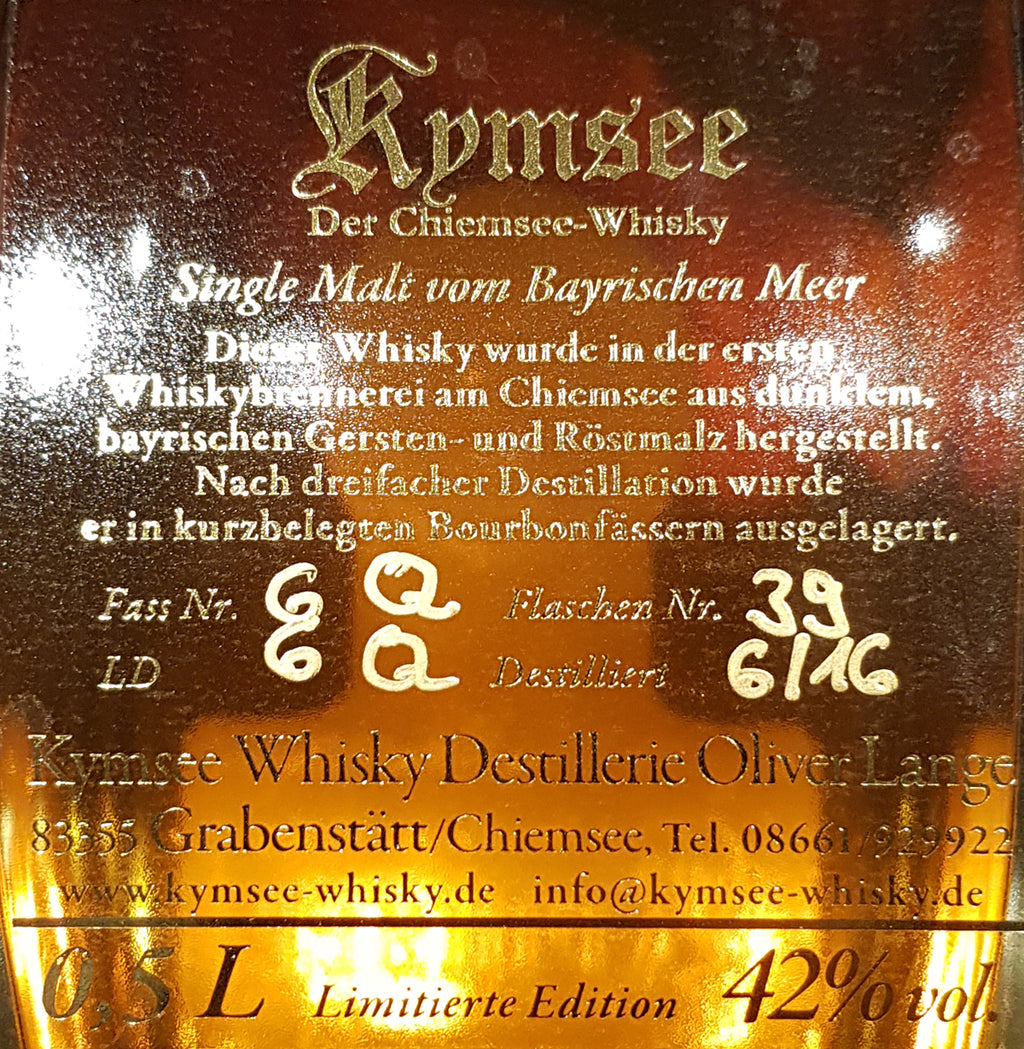 Kymsee
Der Chiemsee-Whisky
Single Malt vom Bayrischen Meer
Dieser Whisky wurde in der ersten
Whiskybrennerei am Chiemsee aus dunklem,
bayrischen Gersten- und Röstmalz hergestellt.
Nach dreifacher Destillation wurde
er in kurzbelegten Bourbonfässern ausgelagert.
Fass Nr. 6 Q Flaschen Nr. 39
LD 6 Q Destilliert 6/16
Kymsee Whisky Destillerie Oliver Lange
83355 Grabenstätt/Chiemsee, Tel. 08661/929922
www.kymsee-whisky.de info@kymsee-whisky.de
0,5 L Limitierte Edition 42% vol.